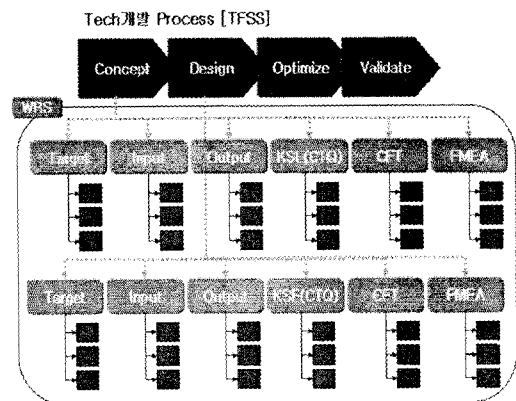 Tech개발 Process [TFSS]
Concept Design Optimize Validate
WRS
Target Input Output KSF(CTQ) CFT FMEA
Target Input Output KSF(CTQ) CFT FMEA